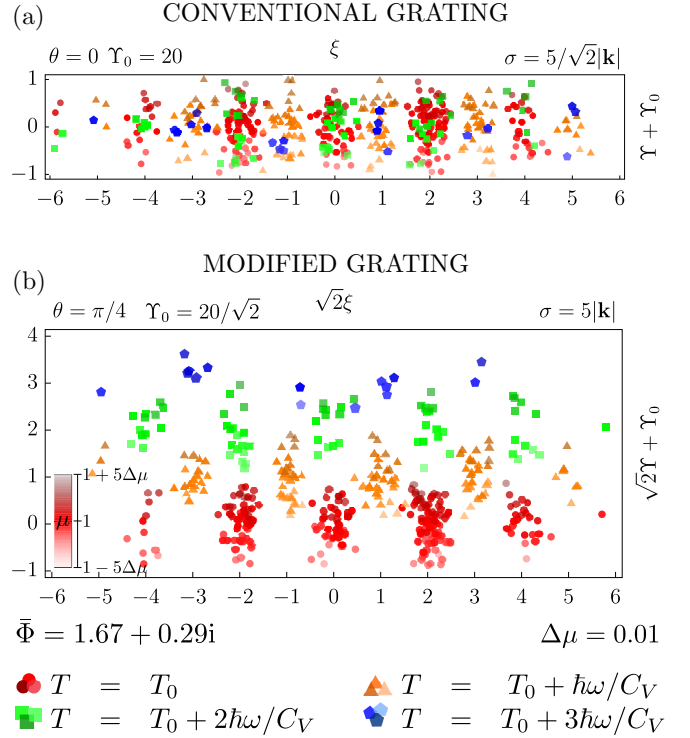 CONVENTIONAL GRATING
(a)
θ = 0 Υ₀ = 20 ξ σ = 5/√2|k|
1
0
−1
Υ + Υ₀
−6 −5 −4 −3 −2 −1 0 1 2 3 4 5 6
MODIFIED GRATING
(b)
θ = π/4 Υ₀ = 20/√2 √2ξ σ = 5|k|
4
3
2
1
0
−1
√2Υ + Υ₀
1 + 5Δμ
μ 1
1 − 5Δμ
−6 −5 −4 −3 −2 −1 0 1 2 3 4 5 6
Φ̄ = 1.67 + 0.29i Δμ = 0.01
T = T₀ T = T₀ + ℏω/C_V
T = T₀ + 2ℏω/C_V T = T₀ + 3ℏω/C_V